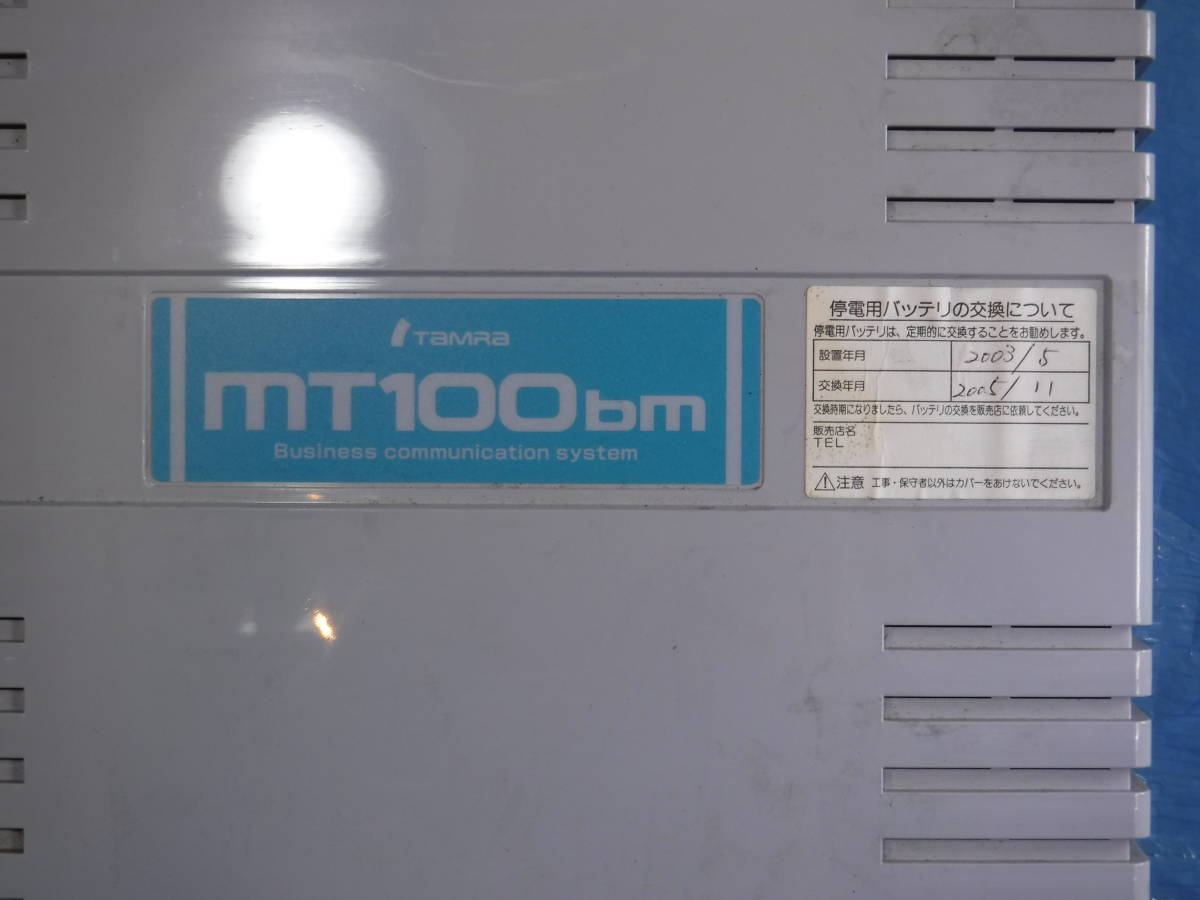 TAMRA
MT100bm
Business communication system
停電用バッテリの交換について
停電用バッテリは、定期的に交換することをお勧めします。
設置年月 2003/5
交換年月 2005/11
交換時期になりましたら、バッテリの交換を販売店に依頼してください。
販売店名
TEL
注意 工事・保守者以外はカバーをあけないでください。